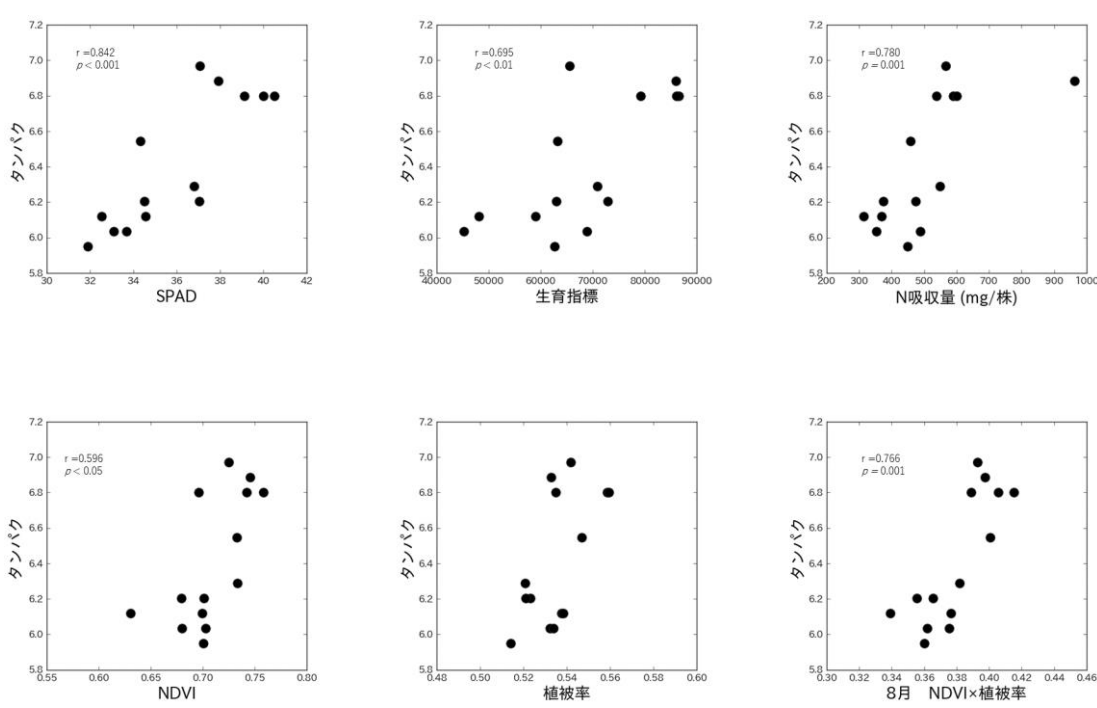 7.2
7.0
6.8
6.6
6.4
6.2
6.0
5.8
タンパク
r =0.842
p < 0.001
30 32 34 36 38 40 42
SPAD
7.2
7.0
6.8
6.6
6.4
6.2
6.0
5.8
タンパク
r =0.695
p < 0.01
40000 50000 60000 70000 80000 90000
生育指標
7.2
7.0
6.8
6.6
6.4
6.2
6.0
5.8
タンパク
r =0.780
p = 0.001
200 300 400 500 600 700 800 900 1000
N吸収量 (mg/株)
7.2
7.0
6.8
6.6
6.4
6.2
6.0
5.8
タンパク
r =0.596
p < 0.05
0.55 0.60 0.65 0.70 0.75 0.80
NDVI
7.2
7.0
6.8
6.6
6.4
6.2
6.0
5.8
タンパク
0.48 0.50 0.52 0.54 0.56 0.58 0.60
植被率
7.2
7.0
6.8
6.6
6.4
6.2
6.0
5.8
タンパク
r =0.766
p = 0.001
0.30 0.32 0.34 0.36 0.38 0.40 0.42 0.44 0.46
8月 NDVI×植被率